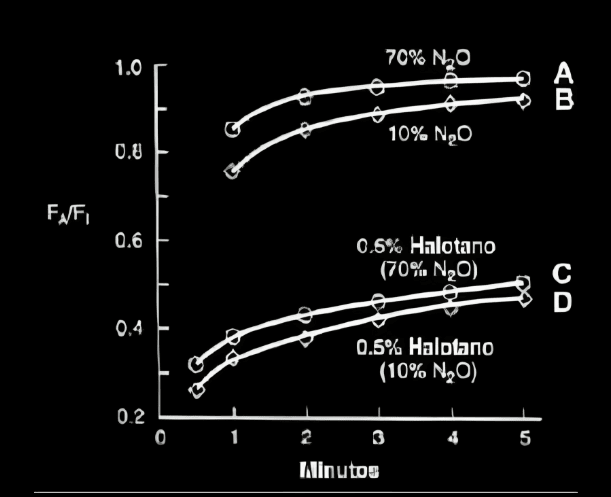 70% N₂O
A
B
10% N₂O
1.0
0.8
0.6
0.4
0.2
Fₐ/Fᵢ
0.5% Halotano
(70% N₂O)
C
D
0.5% Halotano
(10% N₂O)
0 1 2 3 4 5
Minutos